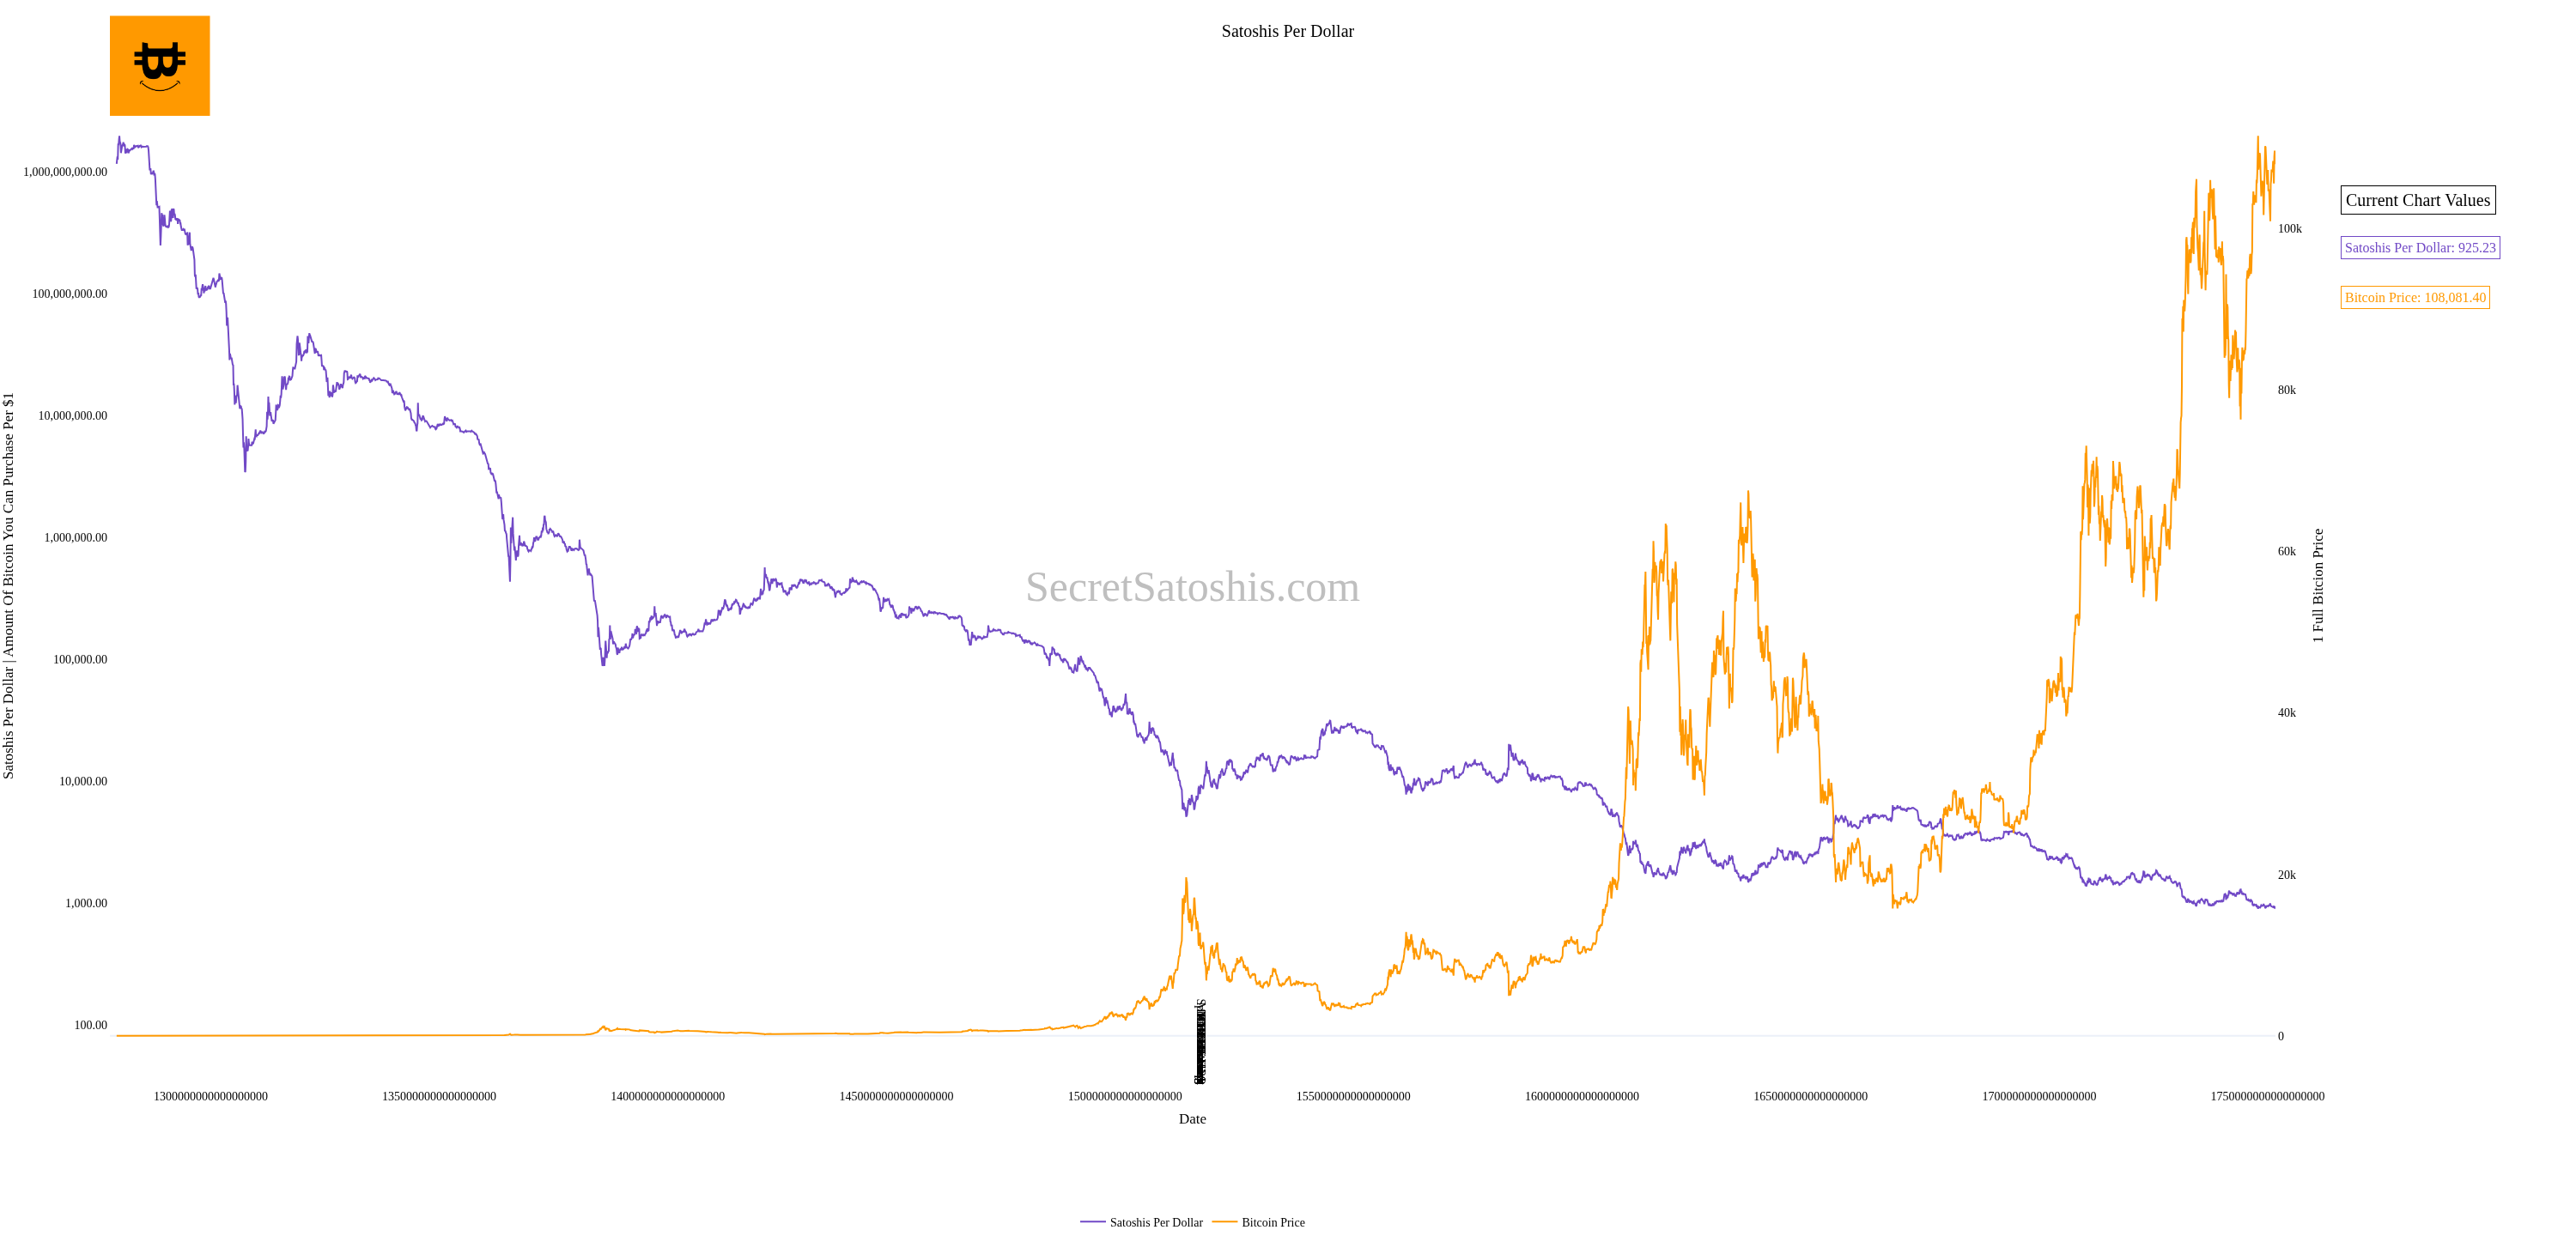 Satoshis Per Dollar
1,000,000,000.00
100,000,000.00
10,000,000.00
1,000,000.00
100,000.00
10,000.00
1,000.00
100.00
Satoshis Per Dollar | Amount Of Bitcoin You Can Purchase Per $1
SecretSatoshis.com
100k
80k
60k
40k
20k
0
1 Full Bitcion Price
Current Chart Values
Satoshis Per Dollar: 925.23
Bitcoin Price: 108,081.40
1300000000000000000
1350000000000000000
1400000000000000000
1450000000000000000
1500000000000000000
1550000000000000000
1600000000000000000
1650000000000000000
1700000000000000000
1750000000000000000
Date
Satoshis Per Dollar
Bitcoin Price